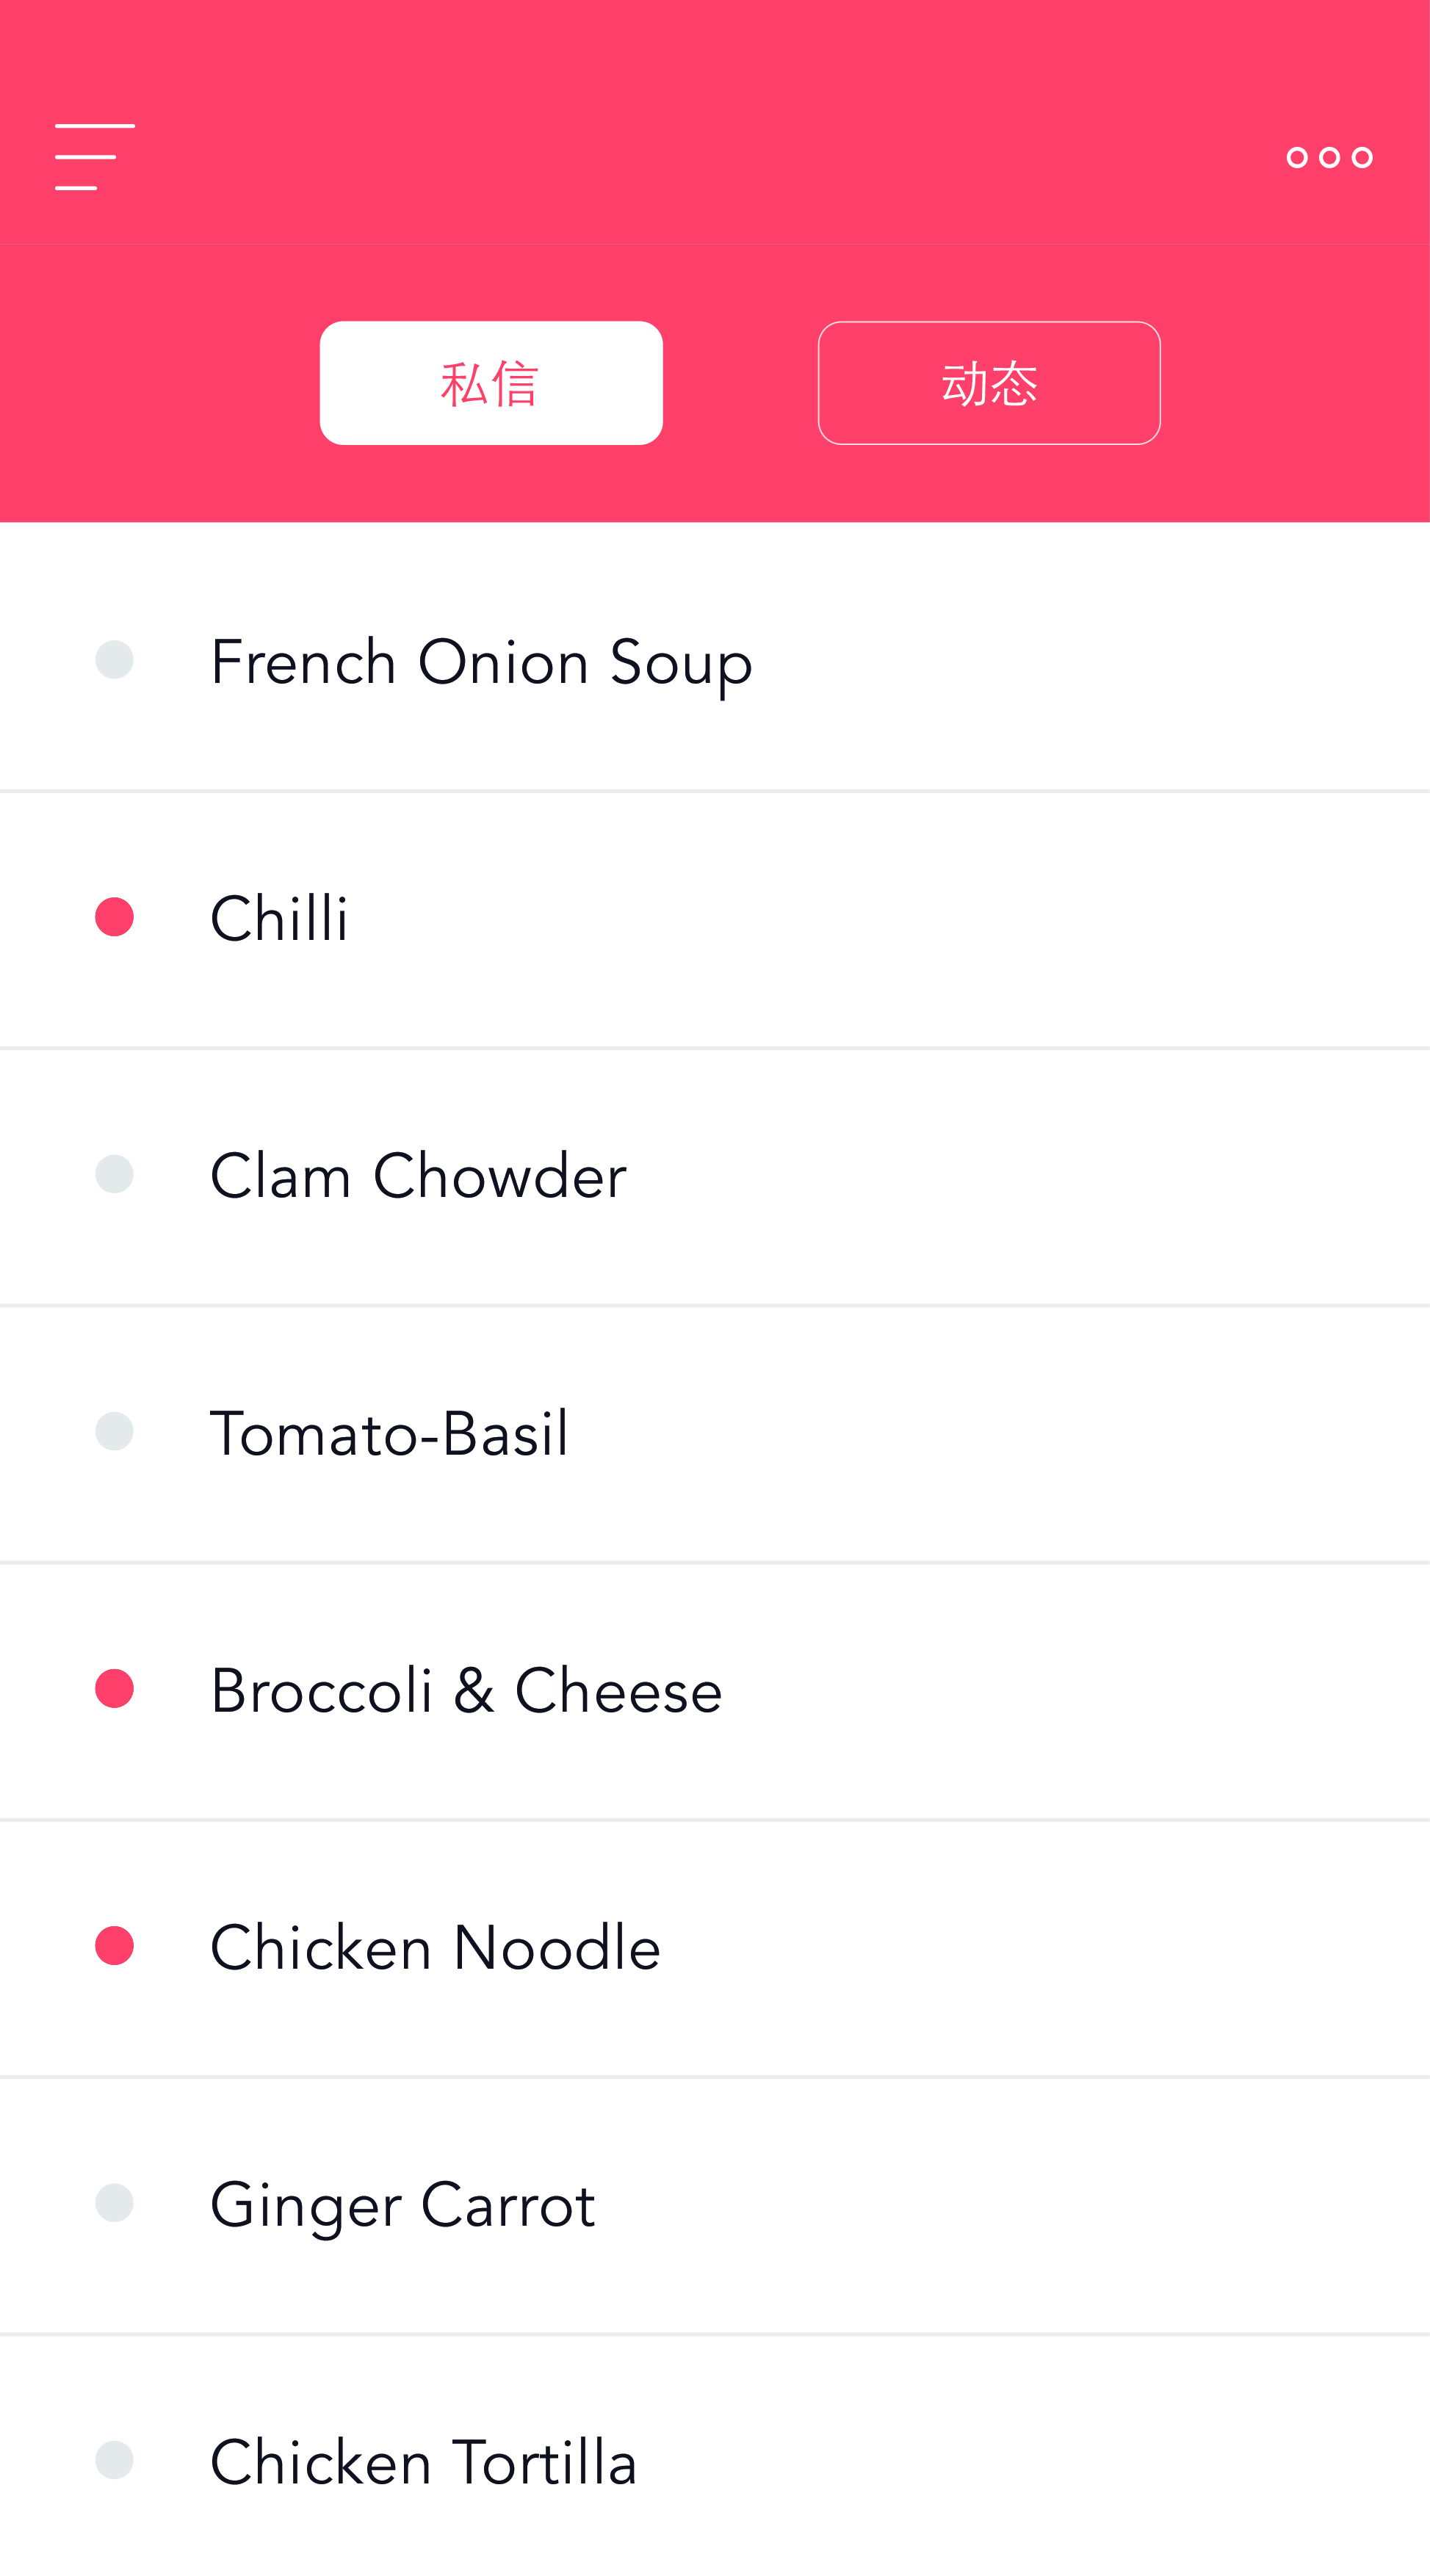 私信 动态
French Onion Soup
Chilli
Clam Chowder
Tomato-Basil
Broccoli & Cheese
Chicken Noodle
Ginger Carrot
Chicken Tortilla